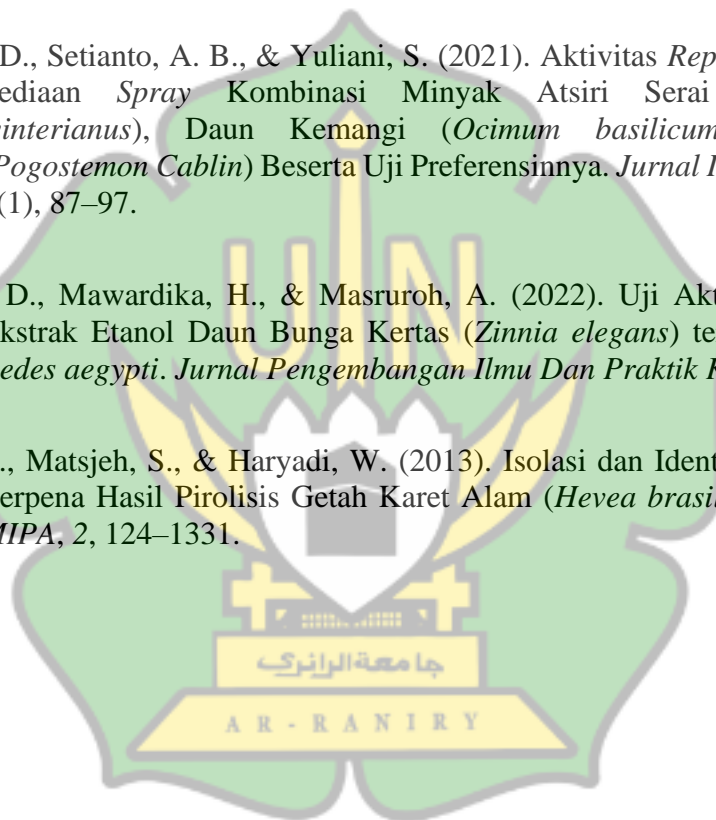 D., Setianto, A. B., & Yuliani, S. (2021). Aktivitas Rep
ediaan Spray Kombinasi Minyak Atsiri Serai
interianus), Daun Kemangi (Ocimum basilicum
Pogostemon Cablin) Beserta Uji Preferensinnya. Jurnal I
(1), 87–97.
D., Mawardika, H., & Masruroh, A. (2022). Uji Akt
kstrak Etanol Daun Bunga Kertas (Zinnia elegans) te
edes aegypti. Jurnal Pengembangan Ilmu Dan Praktik K
., Matsjeh, S., & Haryadi, W. (2013). Isolasi dan Ident
erpena Hasil Pirolisis Getah Karet Alam (Hevea brasil
MIPA, 2, 124–1331.
UIN
جامعة الرانري
AR-RANIRY